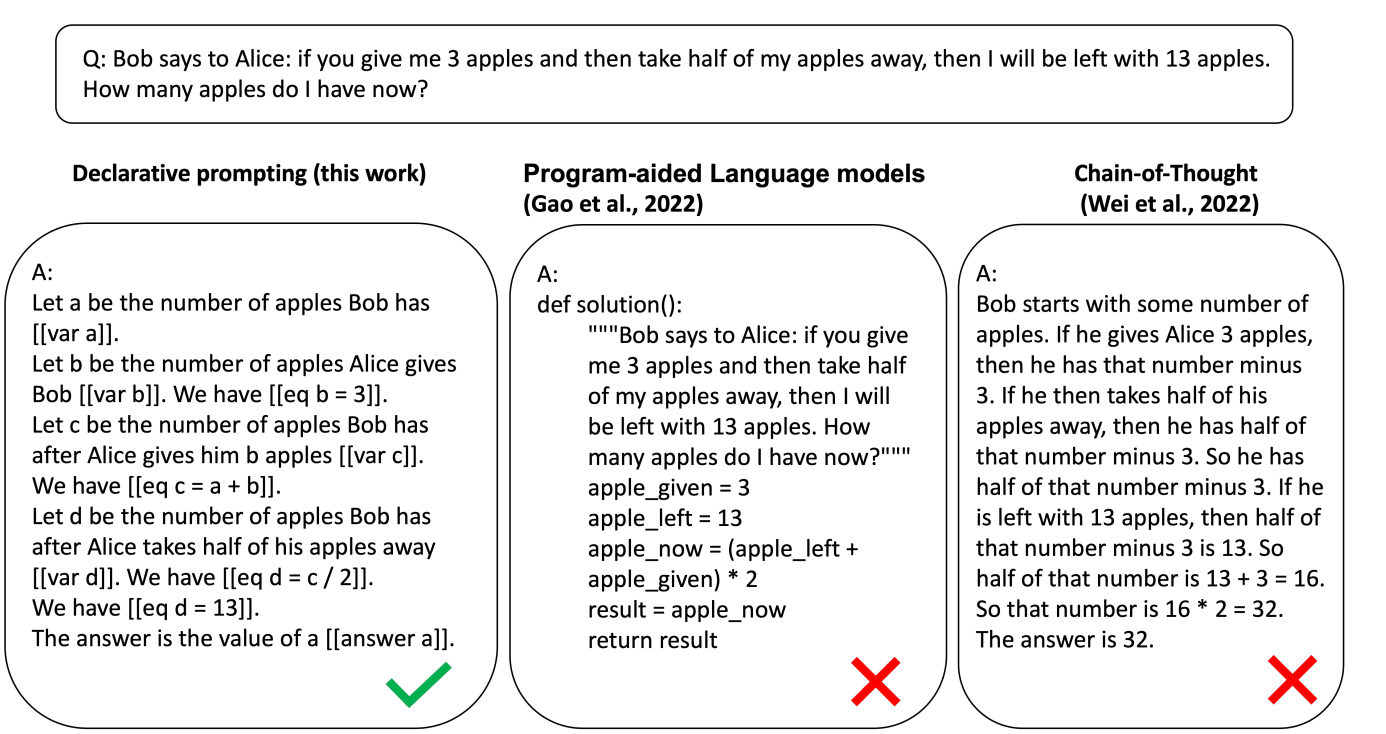 Q: Bob says to Alice: if you give me 3 apples and then take half of my apples away, then I will be left with 13 apples.
How many apples do I have now?
Declarative prompting (this work)
A:
Let a be the number of apples Bob has
[[var a]].
Let b be the number of apples Alice gives
Bob [[var b]]. We have [[eq b = 3]].
Let c be the number of apples Bob has
after Alice gives him b apples [[var c]].
We have [[eq c = a + b]].
Let d be the number of apples Bob has
after Alice takes half of his apples away
[[var d]]. We have [[eq d = c / 2]].
We have [[eq d = 13]].
The answer is the value of a [[answer a]].
Program-aided Language models
(Gao et al., 2022)
A:
def solution():
"""Bob says to Alice: if you give
me 3 apples and then take half
of my apples away, then I will
be left with 13 apples. How
many apples do I have now?"""
apple_given = 3
apple_left = 13
apple_now = (apple_left +
apple_given) * 2
result = apple_now
return result
Chain-of-Thought
(Wei et al., 2022)
A:
Bob starts with some number of
apples. If he gives Alice 3 apples,
then he has that number minus
3. If he then takes half of his
apples away, then he has half of
that number minus 3. So he has
half of that number minus 3. If he
is left with 13 apples, then half of
that number minus 3 is 13. So
half of that number is 13 + 3 = 16.
So that number is 16 * 2 = 32.
The answer is 32.